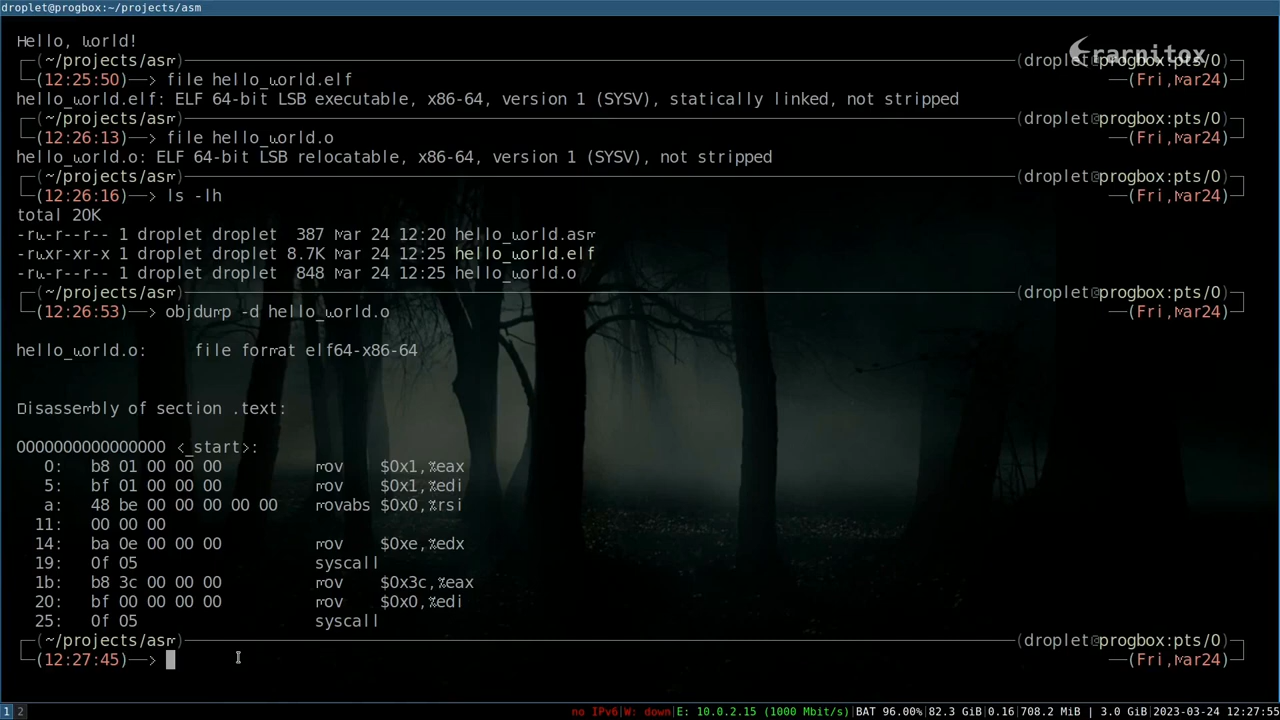 droplet@progbox:~/projects/asm
Hello, world!
rarnitox
(~/projects/asm) (droplet@progbox:pts/0)
(12:25:50)—> file hello_world.elf (Fri,Mar24)
hello_world.elf: ELF 64-bit LSB executable, x86-64, version 1 (SYSV), statically linked, not stripped
(~/projects/asm) (droplet@progbox:pts/0)
(12:26:13)—> file hello_world.o (Fri,Mar24)
hello_world.o: ELF 64-bit LSB relocatable, x86-64, version 1 (SYSV), not stripped
(~/projects/asm) (droplet@progbox:pts/0)
(12:26:16)—> ls -lh (Fri,Mar24)
total 20K
-rw-r--r-- 1 droplet droplet  387 Mar 24 12:20 hello_world.asm
-rwxr-xr-x 1 droplet droplet 8.7K Mar 24 12:25 hello_world.elf
-rw-r--r-- 1 droplet droplet  848 Mar 24 12:25 hello_world.o
(~/projects/asm) (droplet@progbox:pts/0)
(12:26:53)—> objdump -d hello_world.o (Fri,Mar24)
hello_world.o:     file format elf64-x86-64
Disassembly of section .text:
0000000000000000 <_start>:
0: b8 01 00 00 00 mov $0x1,%eax
5: bf 01 00 00 00 mov $0x1,%edi
a: 48 be 00 00 00 00 00 movabs $0x0,%rsi
11: 00 00 00
14: ba 0e 00 00 00 mov $0xe,%edx
19: 0f 05 syscall
1b: b8 3c 00 00 00 mov $0x3c,%eax
20: bf 00 00 00 00 mov $0x0,%edi
25: 0f 05 syscall
(~/projects/asm) (droplet@progbox:pts/0)
(12:27:45)—> (Fri,Mar24)
1 2 no IPv6|W: down|E: 10.0.2.15 (1000 Mbit/s)|BAT 96.00%|82.3 GiB|0.16|708.2 MiB | 3.0 GiB|2023-03-24 12:27:55